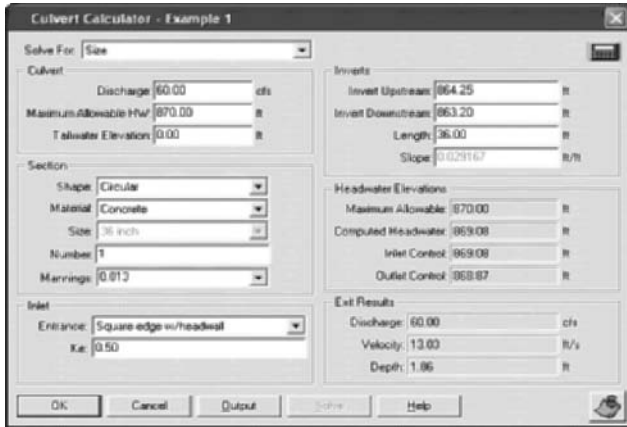 Culvert Calculator - Example 1
Solve For: Size
Culvert
Discharge: 60.00 cfs
Maximum Allowable HW: 870.00 ft
Tailwater Elevation: 0.00 ft
Section
Shape: Circular
Material: Concrete
Size: 36 inch
Number: 1
Mannings: 0.013
Inlet
Entrance: Square edge w/headwall
Ke: 0.50
Inverts
Invert Upstream: 864.25 ft
Invert Downstream: 863.20 ft
Length: 36.00 ft
Slope: 0.029167 ft/ft
Headwater Elevations
Maximum Allowable: 870.00 ft
Computed Headwater: 869.08 ft
Inlet Control: 869.08 ft
Outlet Control: 868.87 ft
Exit Results
Discharge: 60.00 cfs
Velocity: 13.03 ft/s
Depth: 1.86 ft
OK Cancel Output Solve Help